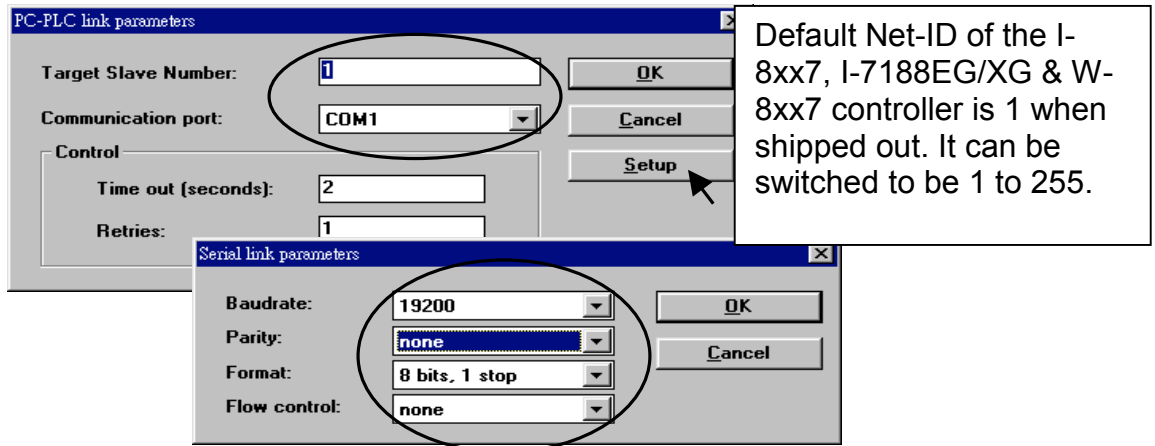 PC-PLC link parameters
Target Slave Number: 1
OK
Communication port: COM1
Cancel
Control
Setup
Time out (seconds): 2
Retries: 1
Default Net-ID of the I-
8xx7, I-7188EG/XG & W-
8xx7 controller is 1 when
shipped out. It can be
switched to be 1 to 255.
Serial link parameters
Baudrate: 19200
OK
Parity: none
Cancel
Format: 8 bits, 1 stop
Flow control: none